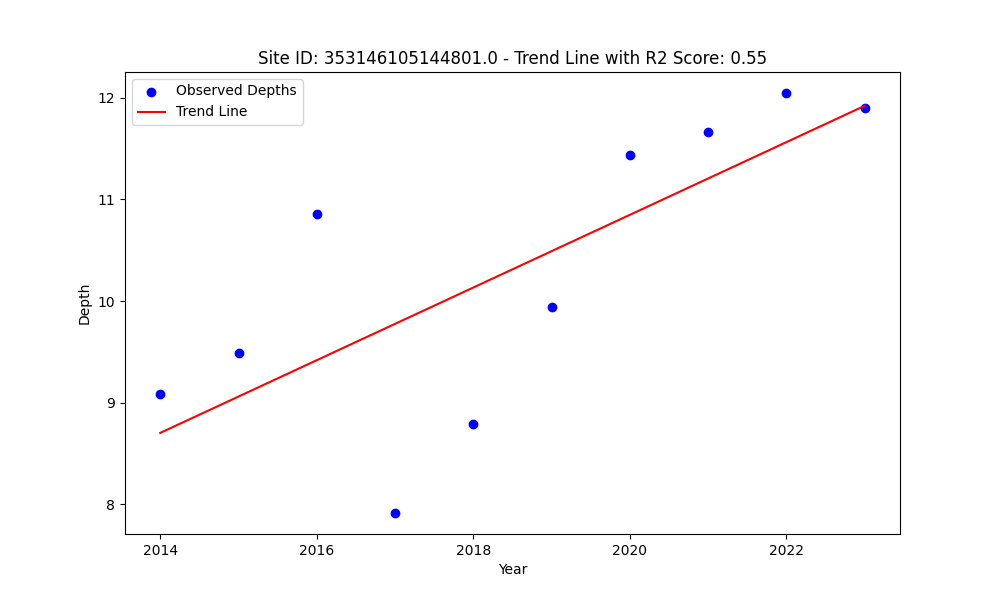 Site ID: 353146105144801.0 - Trend Line with R2 Score: 0.55
Observed Depths
Trend Line
12
11
10
9
8
Depth
2014 2016 2018 2020 2022
Year